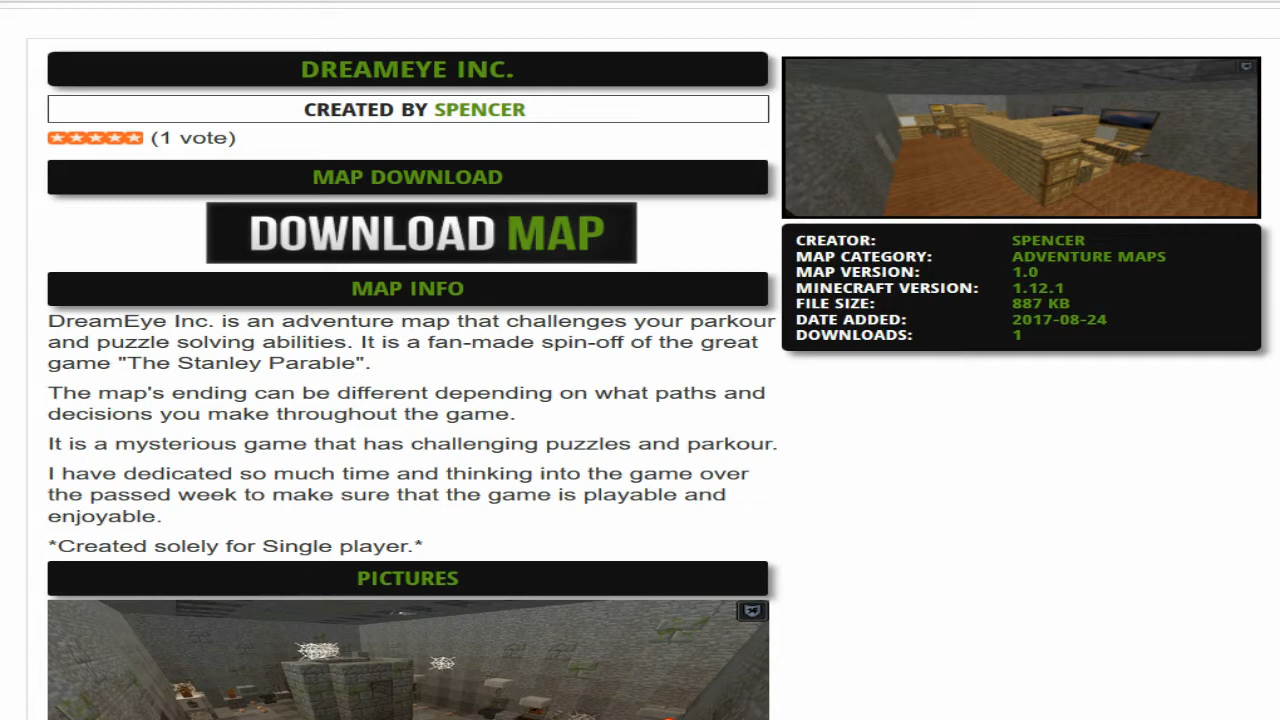 DREAMEYE INC.
CREATED BY SPENCER
(1 vote)
MAP DOWNLOAD
DOWNLOAD MAP
MAP INFO
DreamEye Inc. is an adventure map that challenges your parkour
and puzzle solving abilities. It is a fan-made spin-off of the great
game "The Stanley Parable".
The map's ending can be different depending on what paths and
decisions you make throughout the game.
It is a mysterious game that has challenging puzzles and parkour.
I have dedicated so much time and thinking into the game over
the passed week to make sure that the game is playable and
enjoyable.
*Created solely for Single player.*
PICTURES
CREATOR: SPENCER
MAP CATEGORY: ADVENTURE MAPS
MAP VERSION: 1.0
MINECRAFT VERSION: 1.12.1
FILE SIZE: 887 KB
DATE ADDED: 2017-08-24
DOWNLOADS: 1